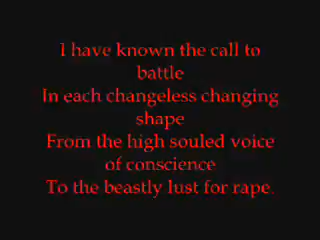 I have known the call to
battle
In each changeless changing
shape
From the high souled voice
of conscience
To the beastly lust for rape.